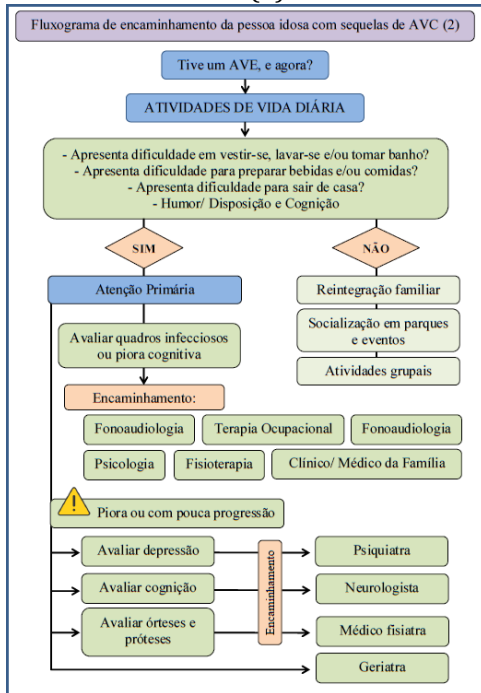 Fluxograma de encaminhamento da pessoa idosa com sequelas de AVC (2)
Tive um AVE, e agora?
ATIVIDADES DE VIDA DIÁRIA
- Apresenta dificuldade em vestir-se, lavar-se e/ou tomar banho?
- Apresenta dificuldade para preparar bebidas e/ou comidas?
- Apresenta dificuldade para sair de casa?
- Humor/ Disposição e Cognição
SIM
NÃO
Atenção Primária
Reintegração familiar
Avaliar quadros infecciosos
ou piora cognitiva
Socialização em parques
e eventos
Atividades grupais
Encaminhamento:
Fonoaudiologia
Terapia Ocupacional
Fonoaudiologia
Psicologia
Fisioterapia
Clínico/ Médico da Família
Piora ou com pouca progressão
Avaliar depressão
Encaminhamento
Psiquiatra
Avaliar cognição
Neurologista
Avaliar órteses e
próteses
Médico fisiatra
Geriatra